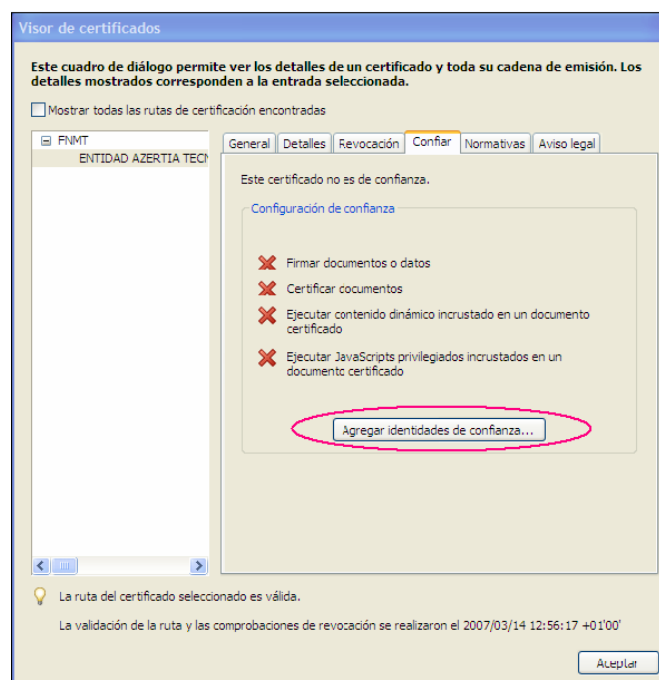 Visor de certificados
Este cuadro de diálogo permite ver los detalles de un certificado y toda su cadena de emisión. Los
detalles mostrados corresponden a la entrada seleccionada.
Mostrar todas las rutas de certificación encontradas
FNMT
ENTIDAD AZERTIA TECN
General Detalles Revocación Confiar Normativas Aviso legal
Este certificado no es de confianza.
Configuración de confianza
Firmar documentos o datos
Certificar documentos
Ejecutar contenido dinámico incrustado en un documento
certificado
Ejecutar JavaScripts privilegiados incrustados en un
documento certificado
Agregar identidades de confianza...
La ruta del certificado seleccionado es válida.
La validación de la ruta y las comprobaciones de revocación se realizaron el 2007/03/14 12:56:17 +01'00'
Aceptar